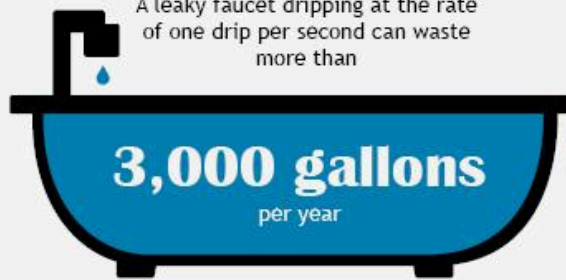 A leaky faucet dripping at the rate
of one drip per second can waste
more than
3,000 gallons
per year